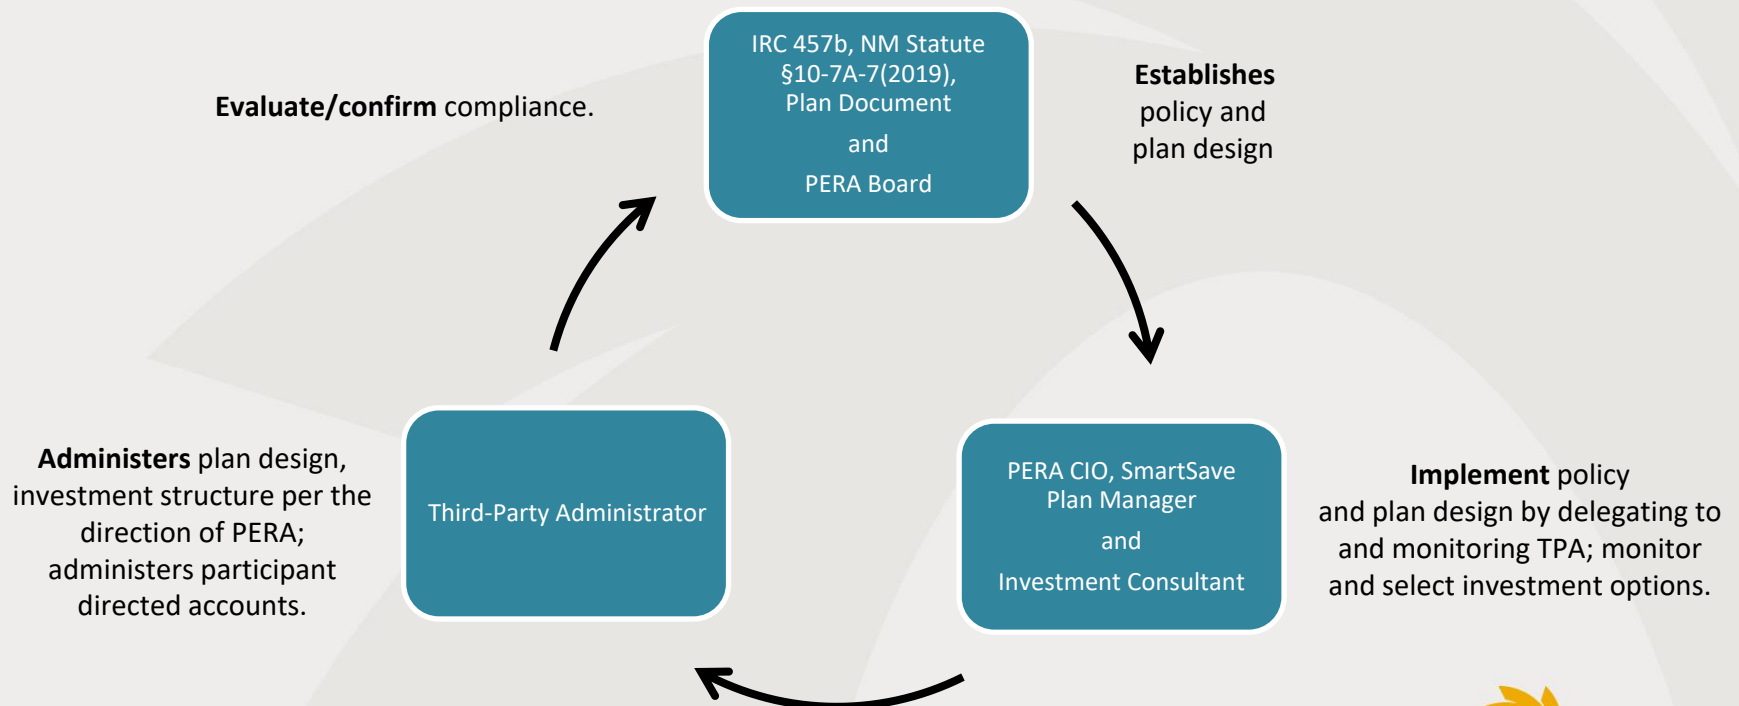 IRC 457b, NM Statute
§10-7A-7(2019),
Plan Document
and
PERA Board
Evaluate/confirm compliance.
Establishes
policy and
plan design
Administers plan design,
investment structure per the
direction of PERA;
administers participant
directed accounts.
Third-Party Administrator
PERA CIO, SmartSave
Plan Manager
and
Investment Consultant
Implement policy
and plan design by delegating to
and monitoring TPA; monitor
and select investment options.